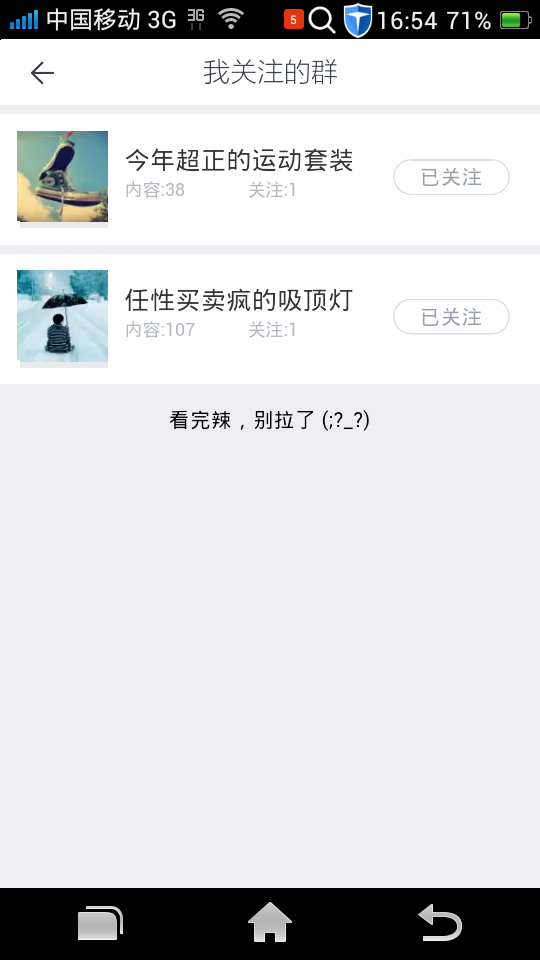 中国移动 3G 3G 5 16:54 71%
我关注的群
今年超正的运动套装
内容:38 关注:1
已关注
任性买卖疯的吸顶灯
内容:107 关注:1
已关注
看完辣，别拉了 (;?_?)